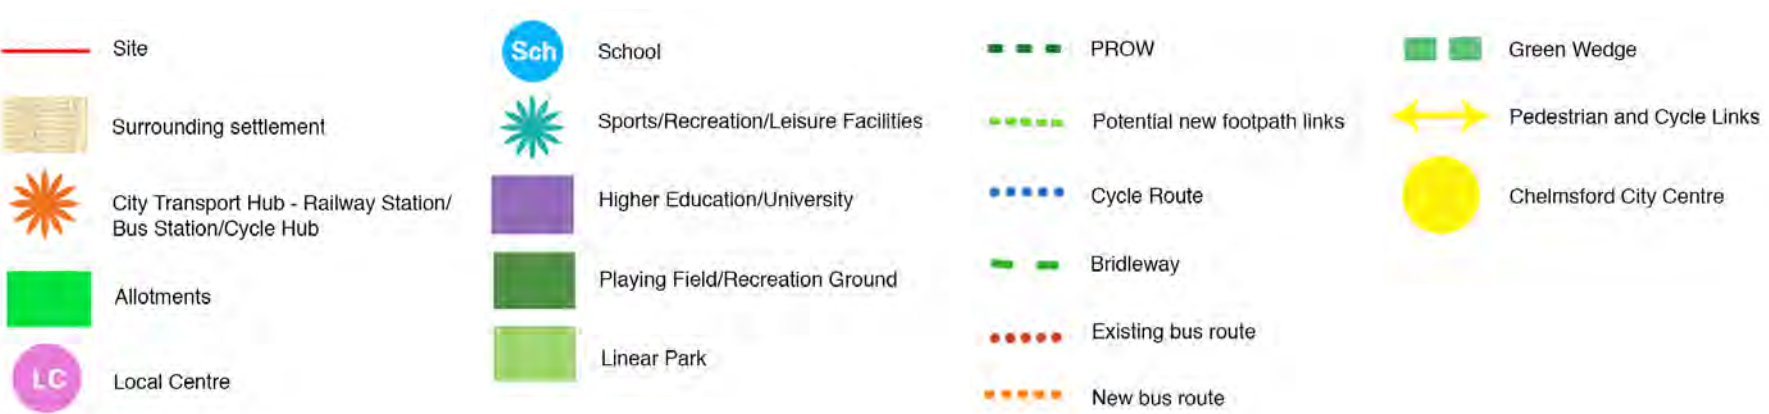 Site
Surrounding settlement
City Transport Hub - Railway Station/
Bus Station/Cycle Hub
Allotments
LC
Local Centre
Sch
School
Sports/Recreation/Leisure Facilities
Higher Education/University
Playing Field/Recreation Ground
Linear Park
PROW
Potential new footpath links
Cycle Route
Bridleway
Existing bus route
New bus route
Green Wedge
Pedestrian and Cycle Links
Chelmsford City Centre